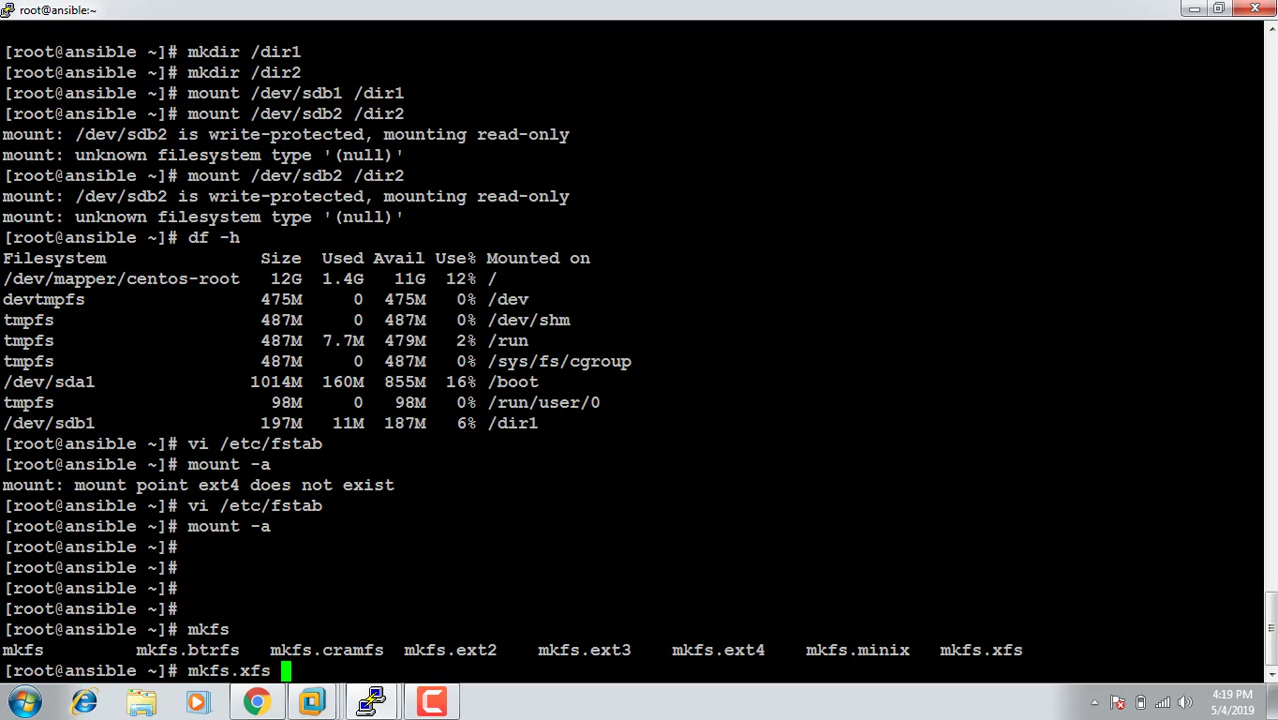 root@ansible:~
[root@ansible ~]# mkdir /dir1
[root@ansible ~]# mkdir /dir2
[root@ansible ~]# mount /dev/sdb1 /dir1
[root@ansible ~]# mount /dev/sdb2 /dir2
mount: /dev/sdb2 is write-protected, mounting read-only
mount: unknown filesystem type '(null)'
[root@ansible ~]# mount /dev/sdb2 /dir2
mount: /dev/sdb2 is write-protected, mounting read-only
mount: unknown filesystem type '(null)'
[root@ansible ~]# df -h
Filesystem Size Used Avail Use% Mounted on
/dev/mapper/centos-root 12G 1.4G 11G 12% /
devtmpfs 475M 0 475M 0% /dev
tmpfs 487M 0 487M 0% /dev/shm
tmpfs 487M 7.7M 479M 2% /run
tmpfs 487M 0 487M 0% /sys/fs/cgroup
/dev/sda1 1014M 160M 855M 16% /boot
tmpfs 98M 0 98M 0% /run/user/0
/dev/sdb1 197M 11M 187M 6% /dir1
[root@ansible ~]# vi /etc/fstab
[root@ansible ~]# mount -a
mount: mount point ext4 does not exist
[root@ansible ~]# vi /etc/fstab
[root@ansible ~]# mount -a
[root@ansible ~]#
[root@ansible ~]#
[root@ansible ~]#
[root@ansible ~]#
[root@ansible ~]# mkfs
mkfs mkfs.btrfs mkfs.cramfs mkfs.ext2 mkfs.ext3 mkfs.ext4 mkfs.minix mkfs.xfs
[root@ansible ~]# mkfs.xfs
4:19 PM
5/4/2019